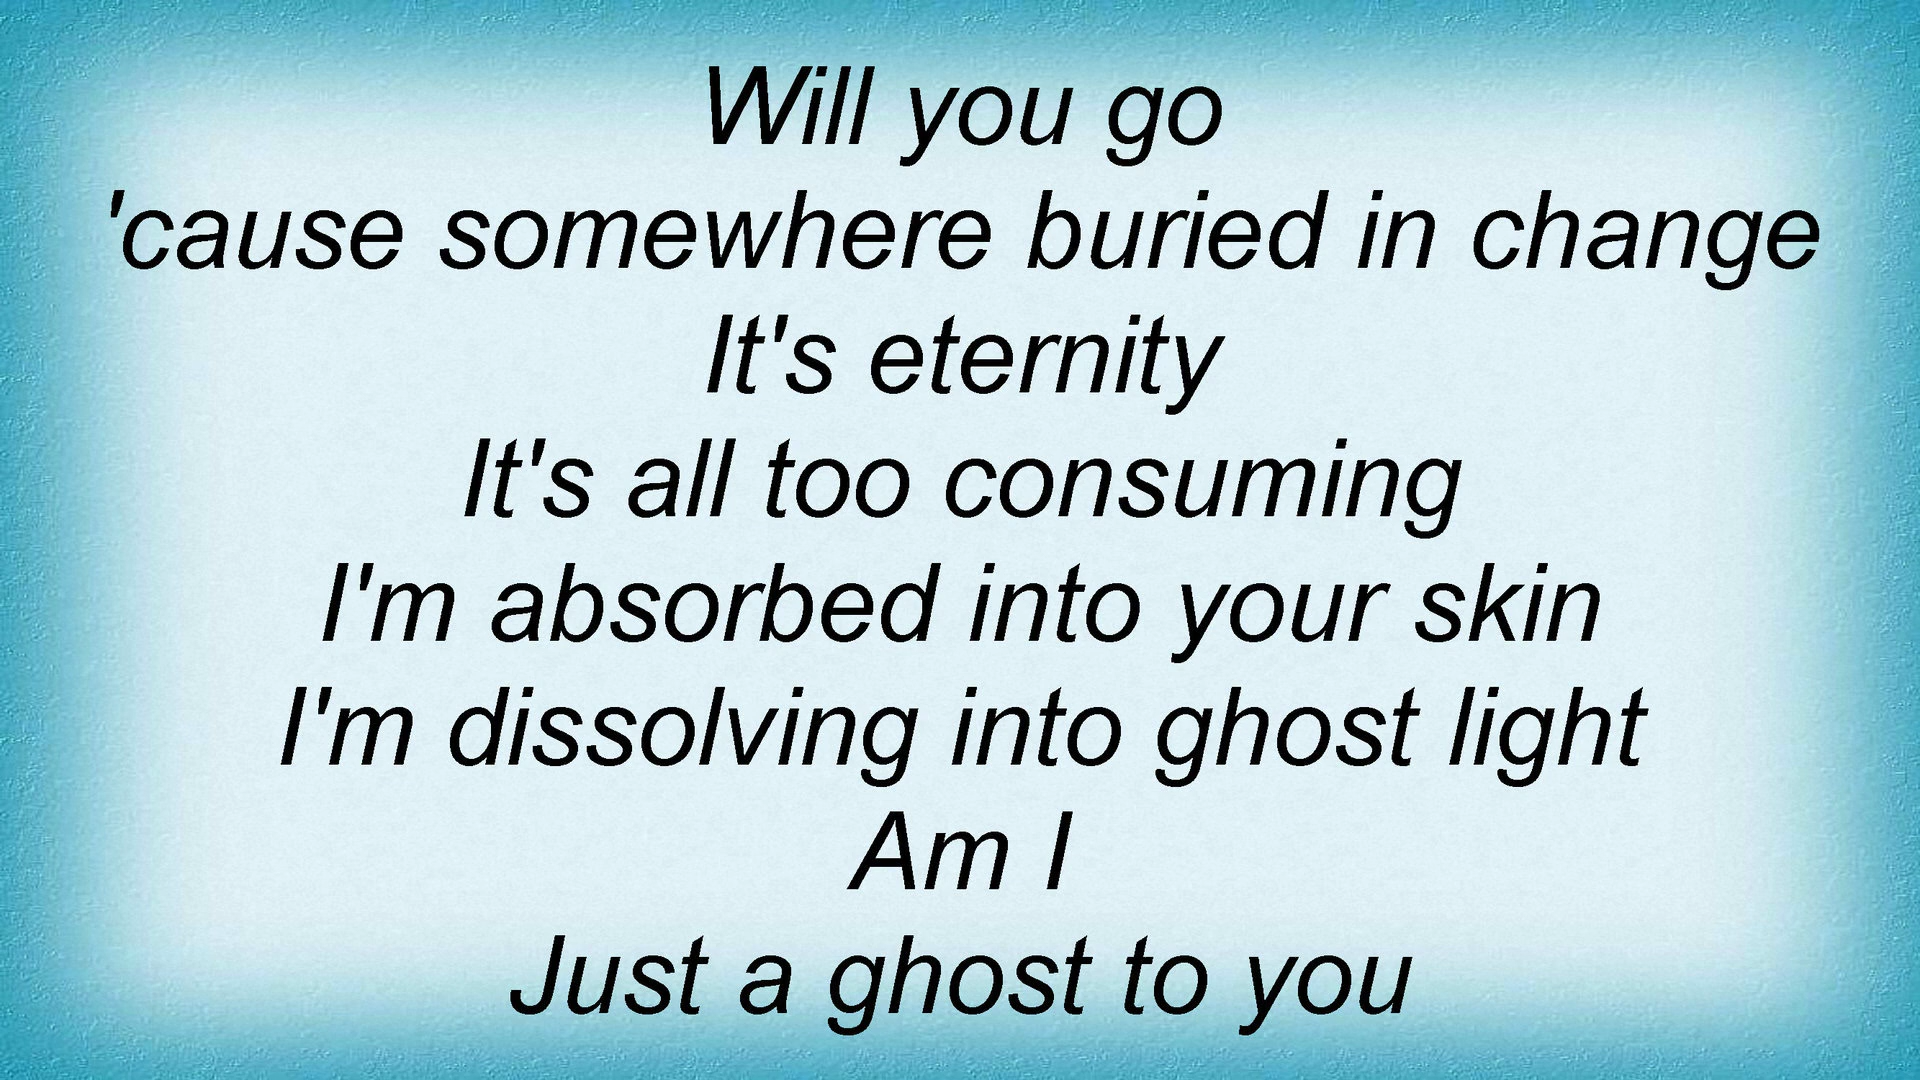 Will you go
'cause somewhere buried in change
It's eternity
It's all too consuming
I'm absorbed into your skin
I'm dissolving into ghost light
Am I
Just a ghost to you